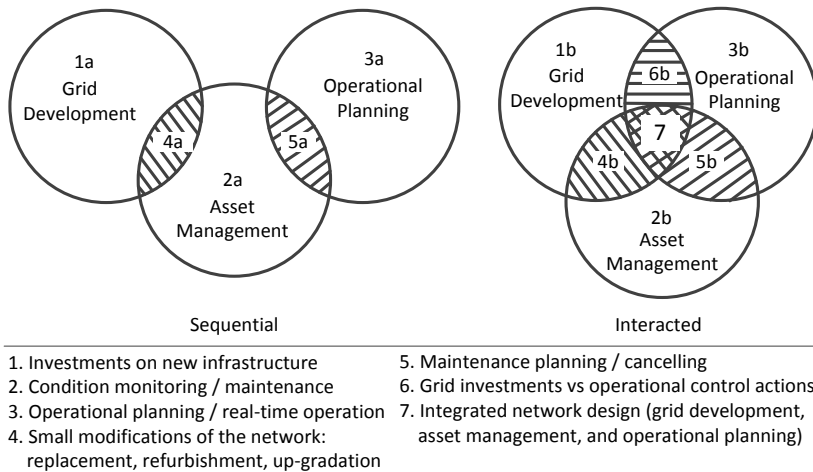 1a
Grid
Development
3a
Operational
Planning
4a
5a
2a
Asset
Management
Sequential
1b
Grid
Development
3b
Operational
Planning
6b
7
4b
5b
2b
Asset
Management
Interacted
1. Investments on new infrastructure
2. Condition monitoring / maintenance
3. Operational planning / real-time operation
4. Small modifications of the network:
replacement, refurbishment, up-gradation
5. Maintenance planning / cancelling
6. Grid investments vs operational control actions
7. Integrated network design (grid development,
asset management, and operational planning)